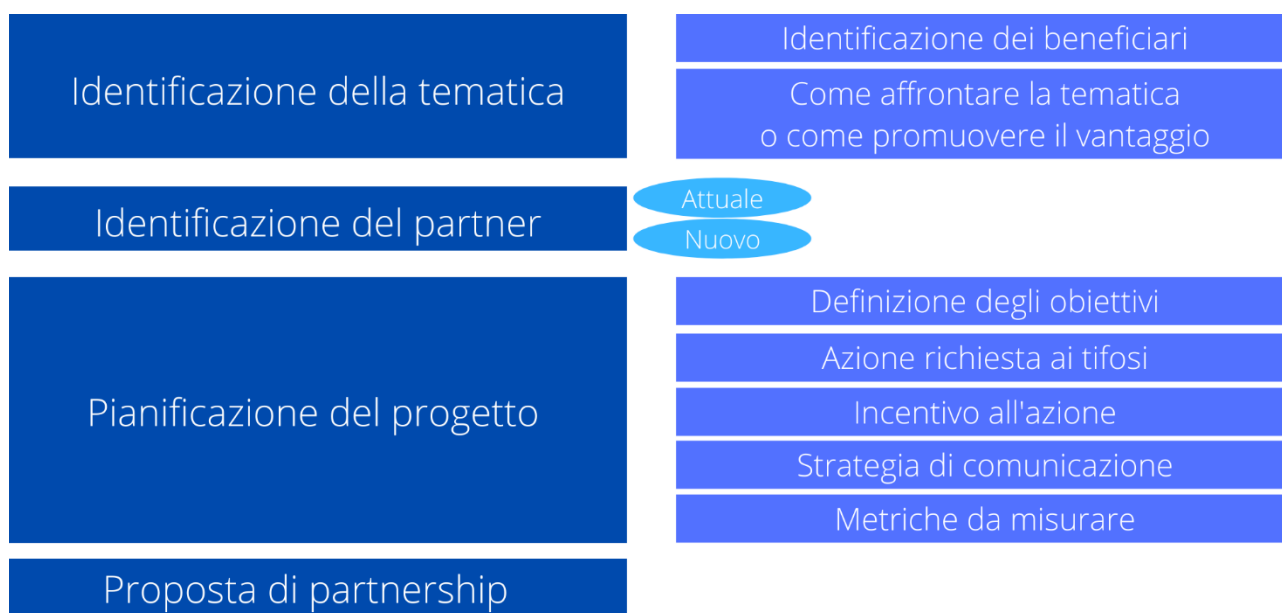 Identificazione della tematica
Identificazione dei beneficiari
Come affrontare la tematica
o come promuovere il vantaggio
Identificazione del partner
Attuale
Nuovo
Pianificazione del progetto
Definizione degli obiettivi
Azione richiesta ai tifosi
Incentivo all'azione
Strategia di comunicazione
Metriche da misurare
Proposta di partnership